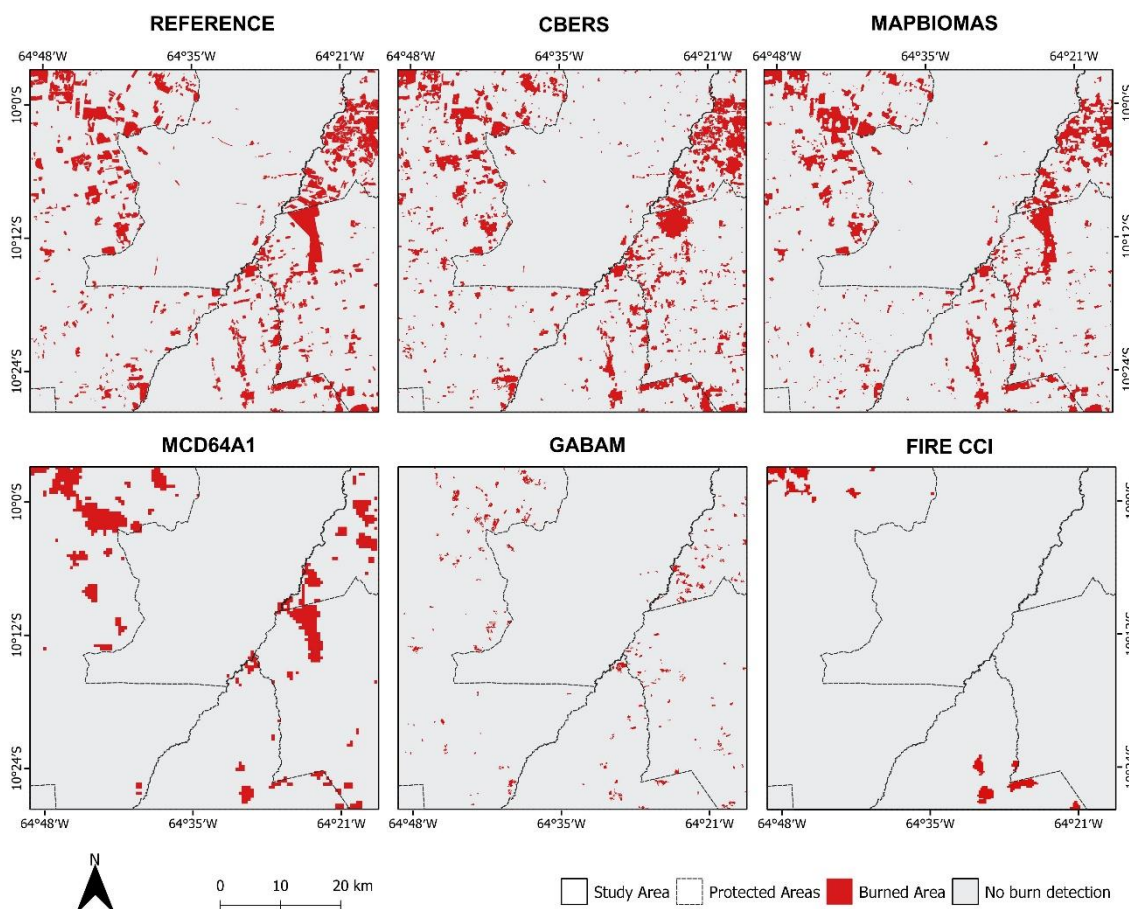 REFERENCE CBERS MAPBIOMAS
64°48'W 64°35'W 64°21'W 64°48'W 64°35'W 64°21'W 64°48'W 64°35'W 64°21'W
10°0'S 10°0'S
10°12'S 10°12'S
10°24'S 10°24'S
MCD64A1 GABAM FIRE CCI
10°0'S 10°0'S
10°12'S 10°12'S
10°24'S 10°24'S
64°48'W 64°35'W 64°21'W 64°48'W 64°35'W 64°21'W 64°48'W 64°35'W 64°21'W
N
0 10 20 km
Study Area Protected Areas Burned Area No burn detection